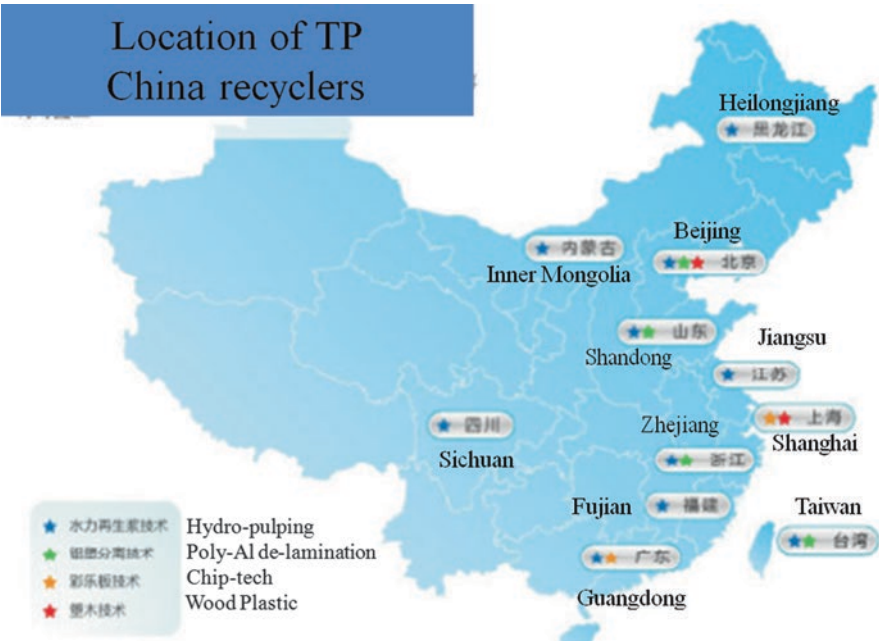 Location of TP
China recyclers
Heilongjiang
黑龙江
内蒙古
Inner Mongolia
Beijing
北京
山东
Shandong
Jiangsu
江苏
四川
Sichuan
Zhejiang
浙江
上海
Shanghai
Fujian
福建
Taiwan
台湾
广东
Guangdong
水力再生浆技术 Hydro-pulping
铝塑分离技术 Poly-Al de-lamination
彩乐板技术 Chip-tech
塑木技术 Wood Plastic